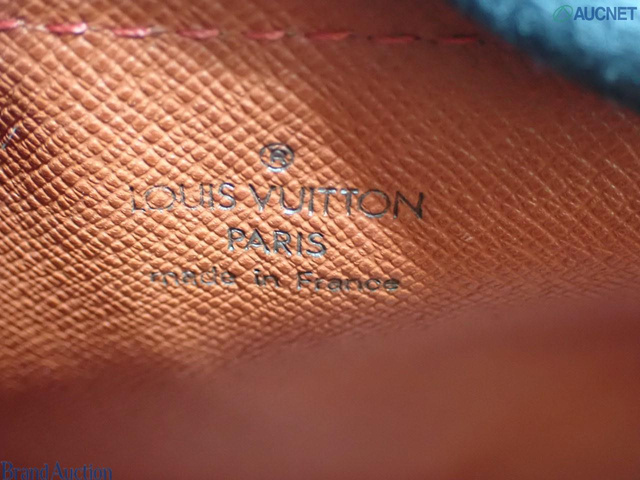 AUCNET
®
LOUIS VUITTON
PARIS
made in France
Brand Auction